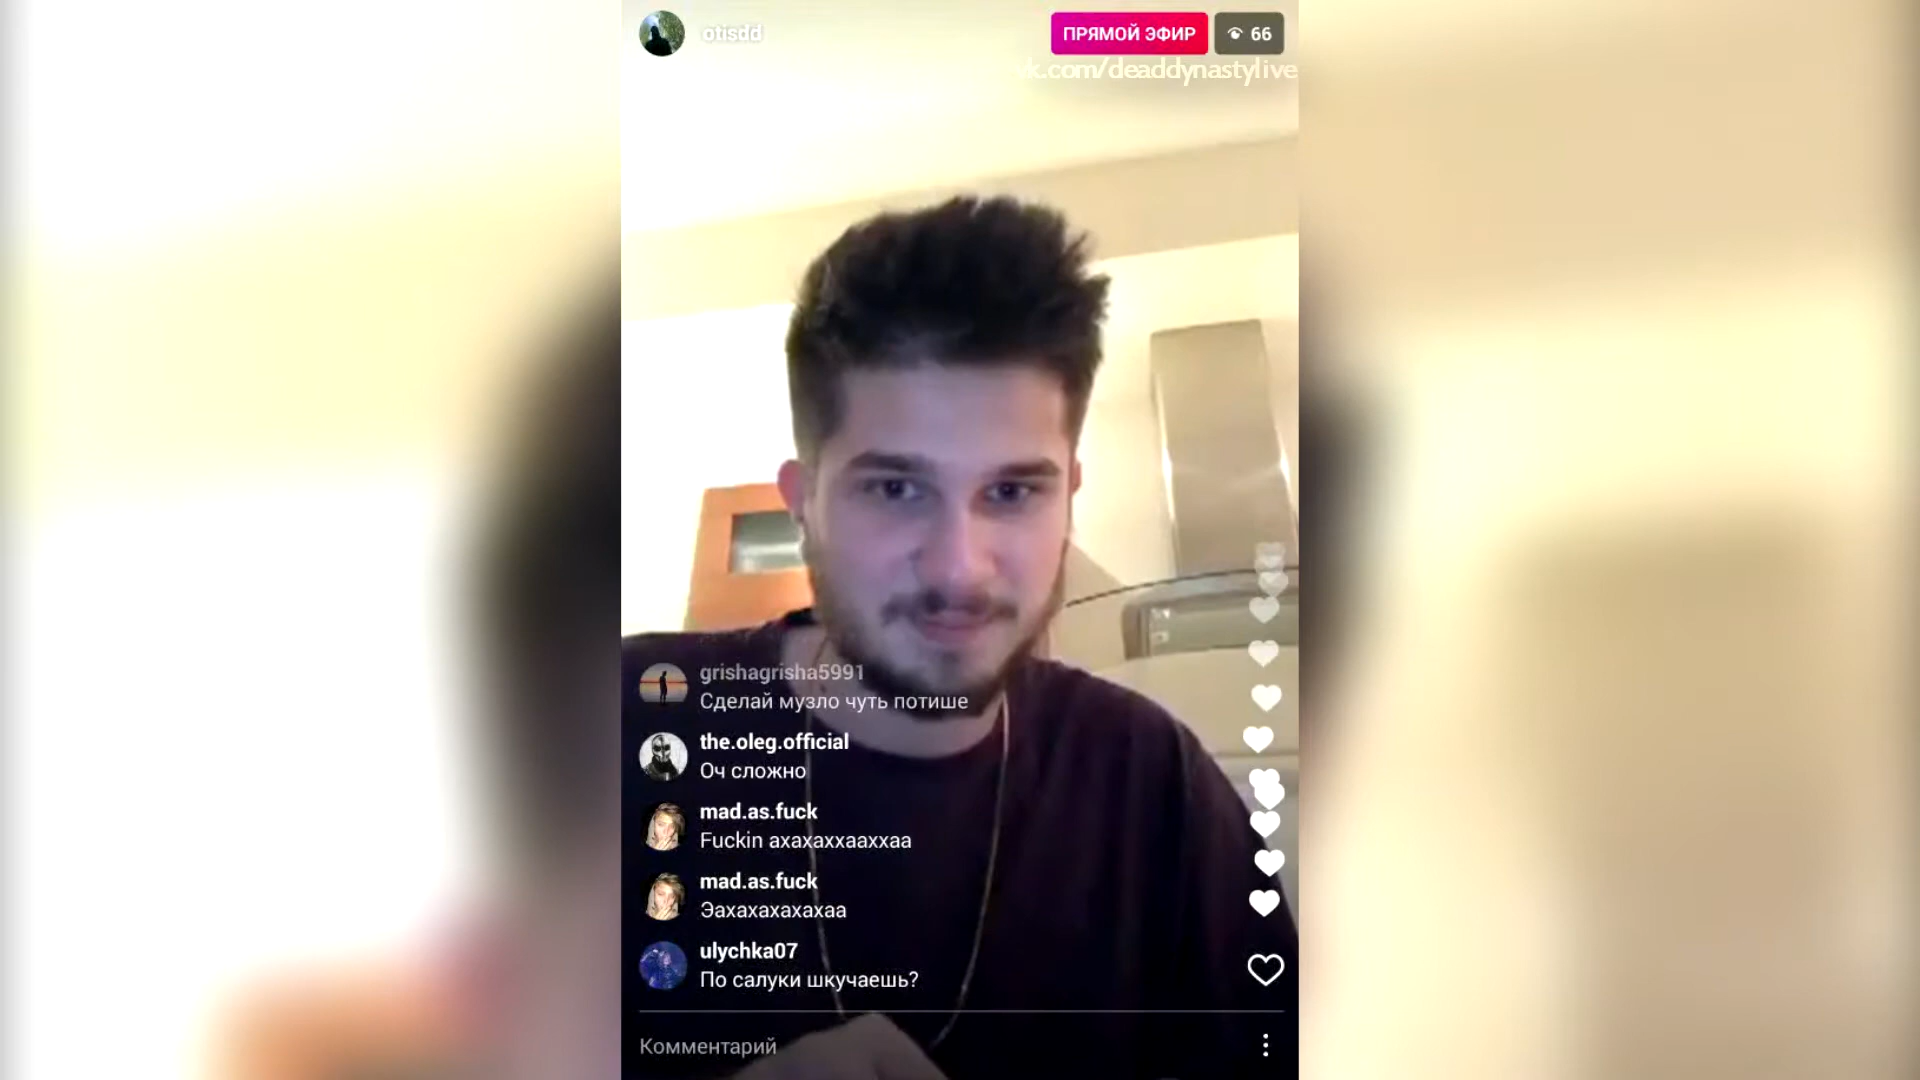 otisdd
ПРЯМОЙ ЭФИР
66
k.com/deaddynastylive
grishagrisha5991
Сделай музло чуть потише
the.oleg.official
Оч сложно
mad.as.fuck
Fuckin ахахаххааххаа
mad.as.fuck
Эахахахахахаа
ulychka07
По салуки шкучаешь?
Комментарий